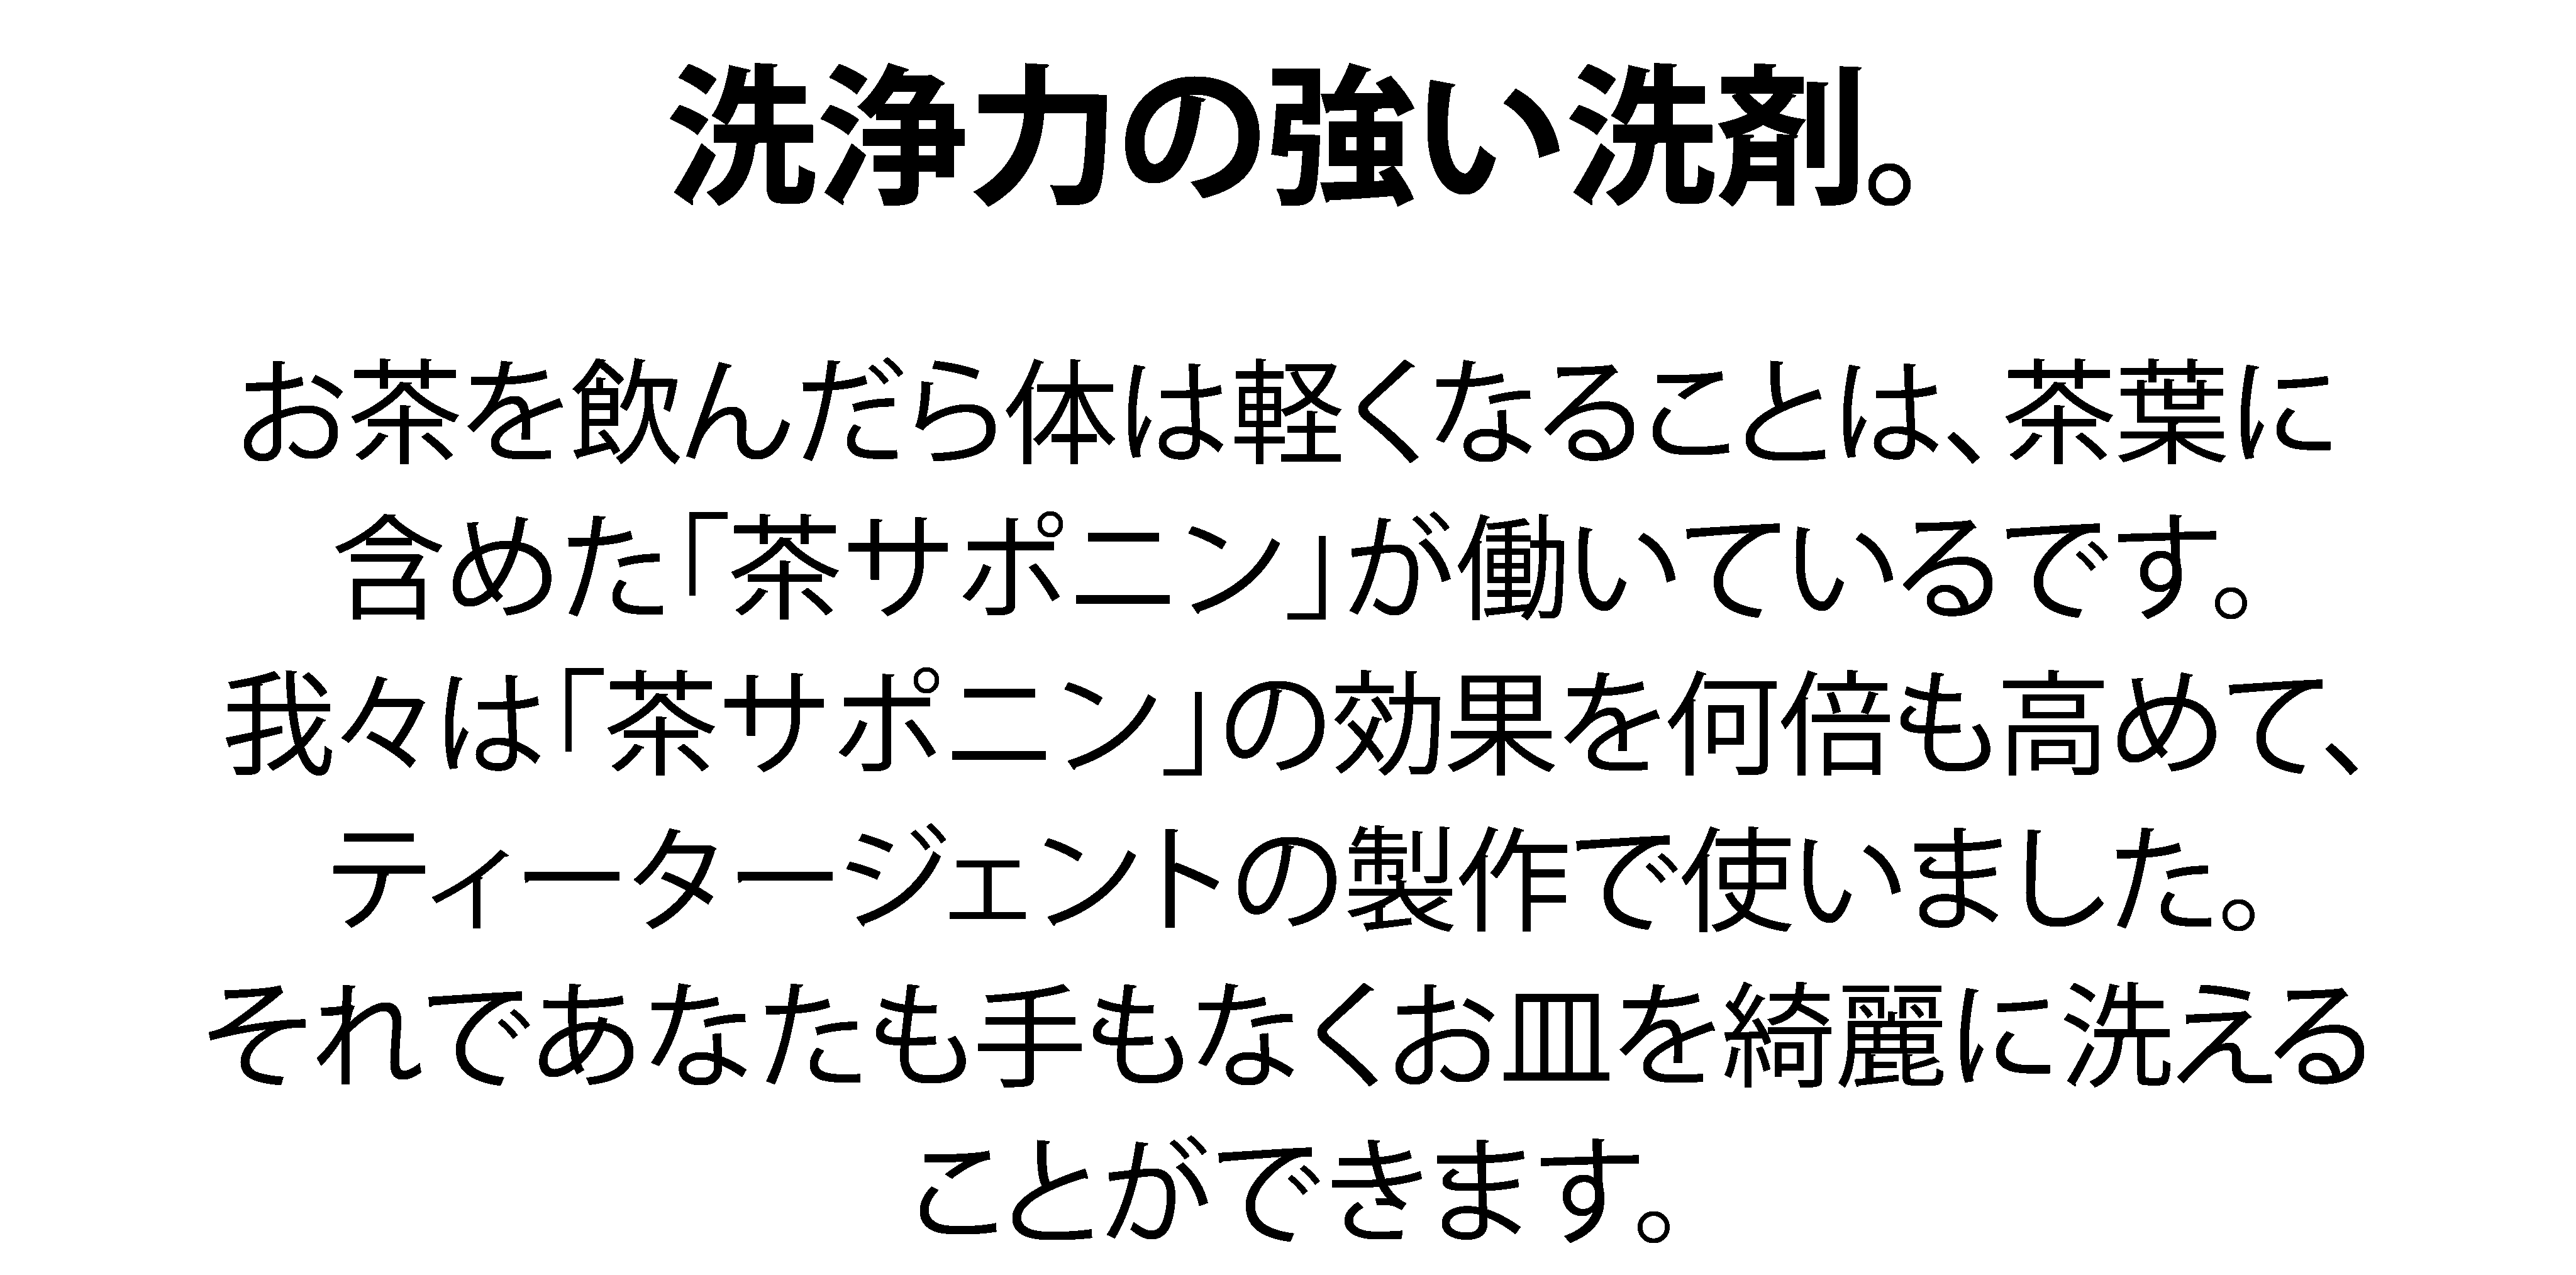 洗浄力の強い洗剤。
お茶を飲んだら体は軽くなることは、茶葉に
含めた「茶サポニン」が働いているです。
我々は「茶サポニン」の効果を何倍も高めて、
ティータージェントの製作で使いました。
それであなたも手もなくお皿を綺麗に洗える
ことができます。